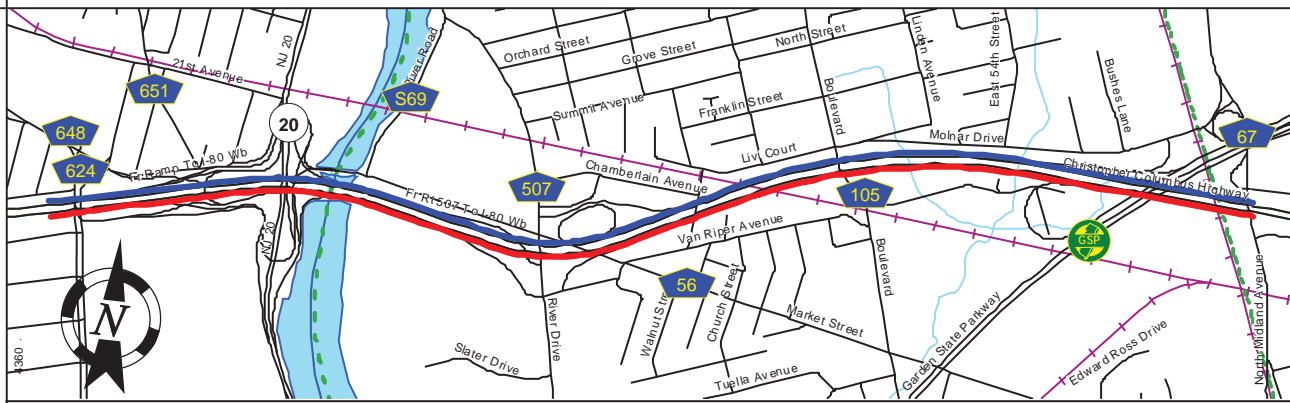 21st Avenue
NJ 20
River Road
Orchard Street
Grove Street
North Street
Linden Avenue
East 54th Street
Bushes Lane
651
S69
648
20
624
Summit Avenue
Franklin Street
Boulevard
Molnar Drive
67
Fr Ramp To I-80 Wb
Livi Court
Chamberlain Avenue
Christopher Columbus Highway
507
105
Fr Rt 507 To I-80 Wb
Van Riper Avenue
NJ 20
GSP
56
Boulevard
N
Walnut Stre
Church Street
Market Street
River Drive
Slater Drive
Tuella Avenue
Garden State Parkway
Edward Ross Drive
North Midland Avenue
4360